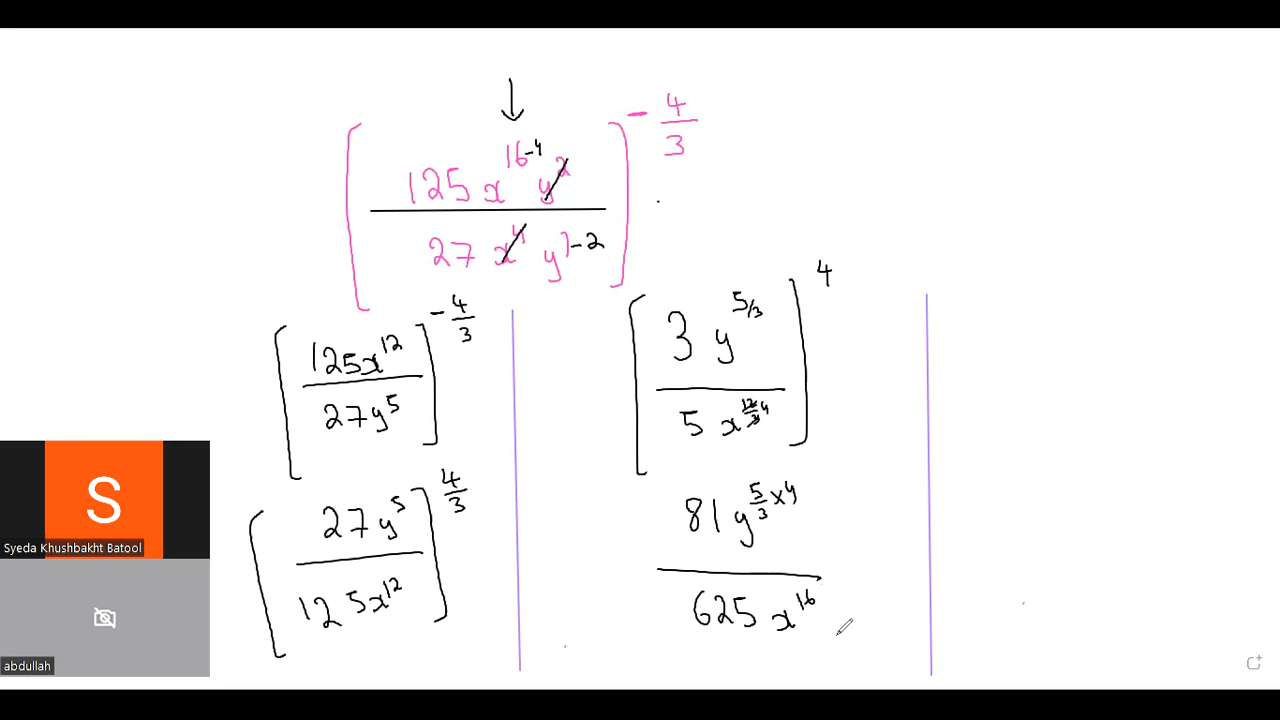 [ 125 x^{16-4} y^2 / 27 x^4 y^{7-2} ]^{-4/3}
[ 125x^{12} / 27y^5 ]^{-4/3}
[ 27y^5 / 125x^{12} ]^{4/3}
[ 3 y^{5/3} / 5 x^{12/3 4} ]^4
81 y^{5/3 x 4} / 625 x^{16}
S
Syeda Khushbakht Batool
abdullah